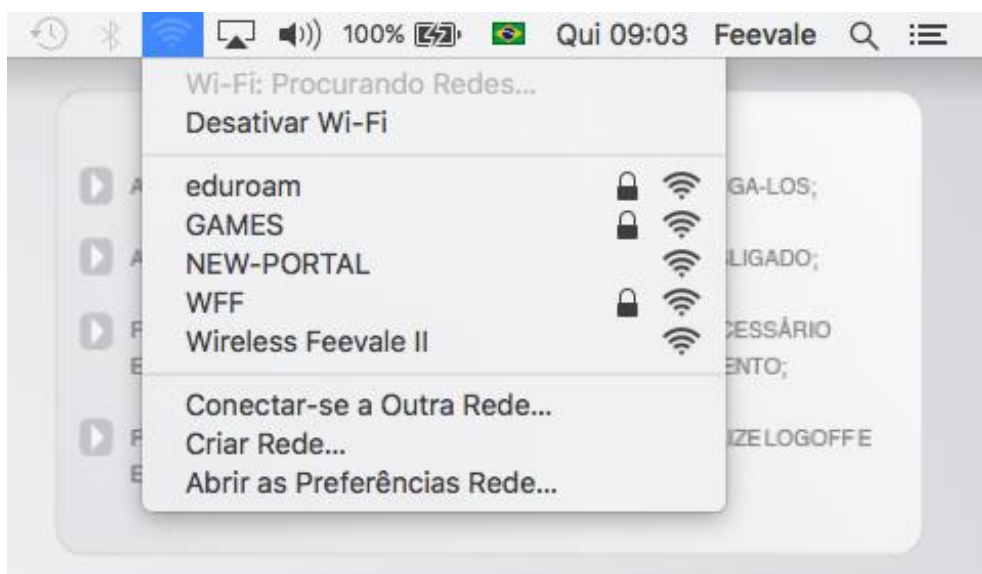 100% Qui 09:03 Feevale
Wi-Fi: Procurando Redes...
Desativar Wi-Fi
eduroam
GAMES
NEW-PORTAL
WFF
Wireless Feevale II
Conectar-se a Outra Rede...
Criar Rede...
Abrir as Preferências Rede...
GA-LOS;
LIGADO;
CESSÁRIO
ENTO;
IZE LOGOFF E